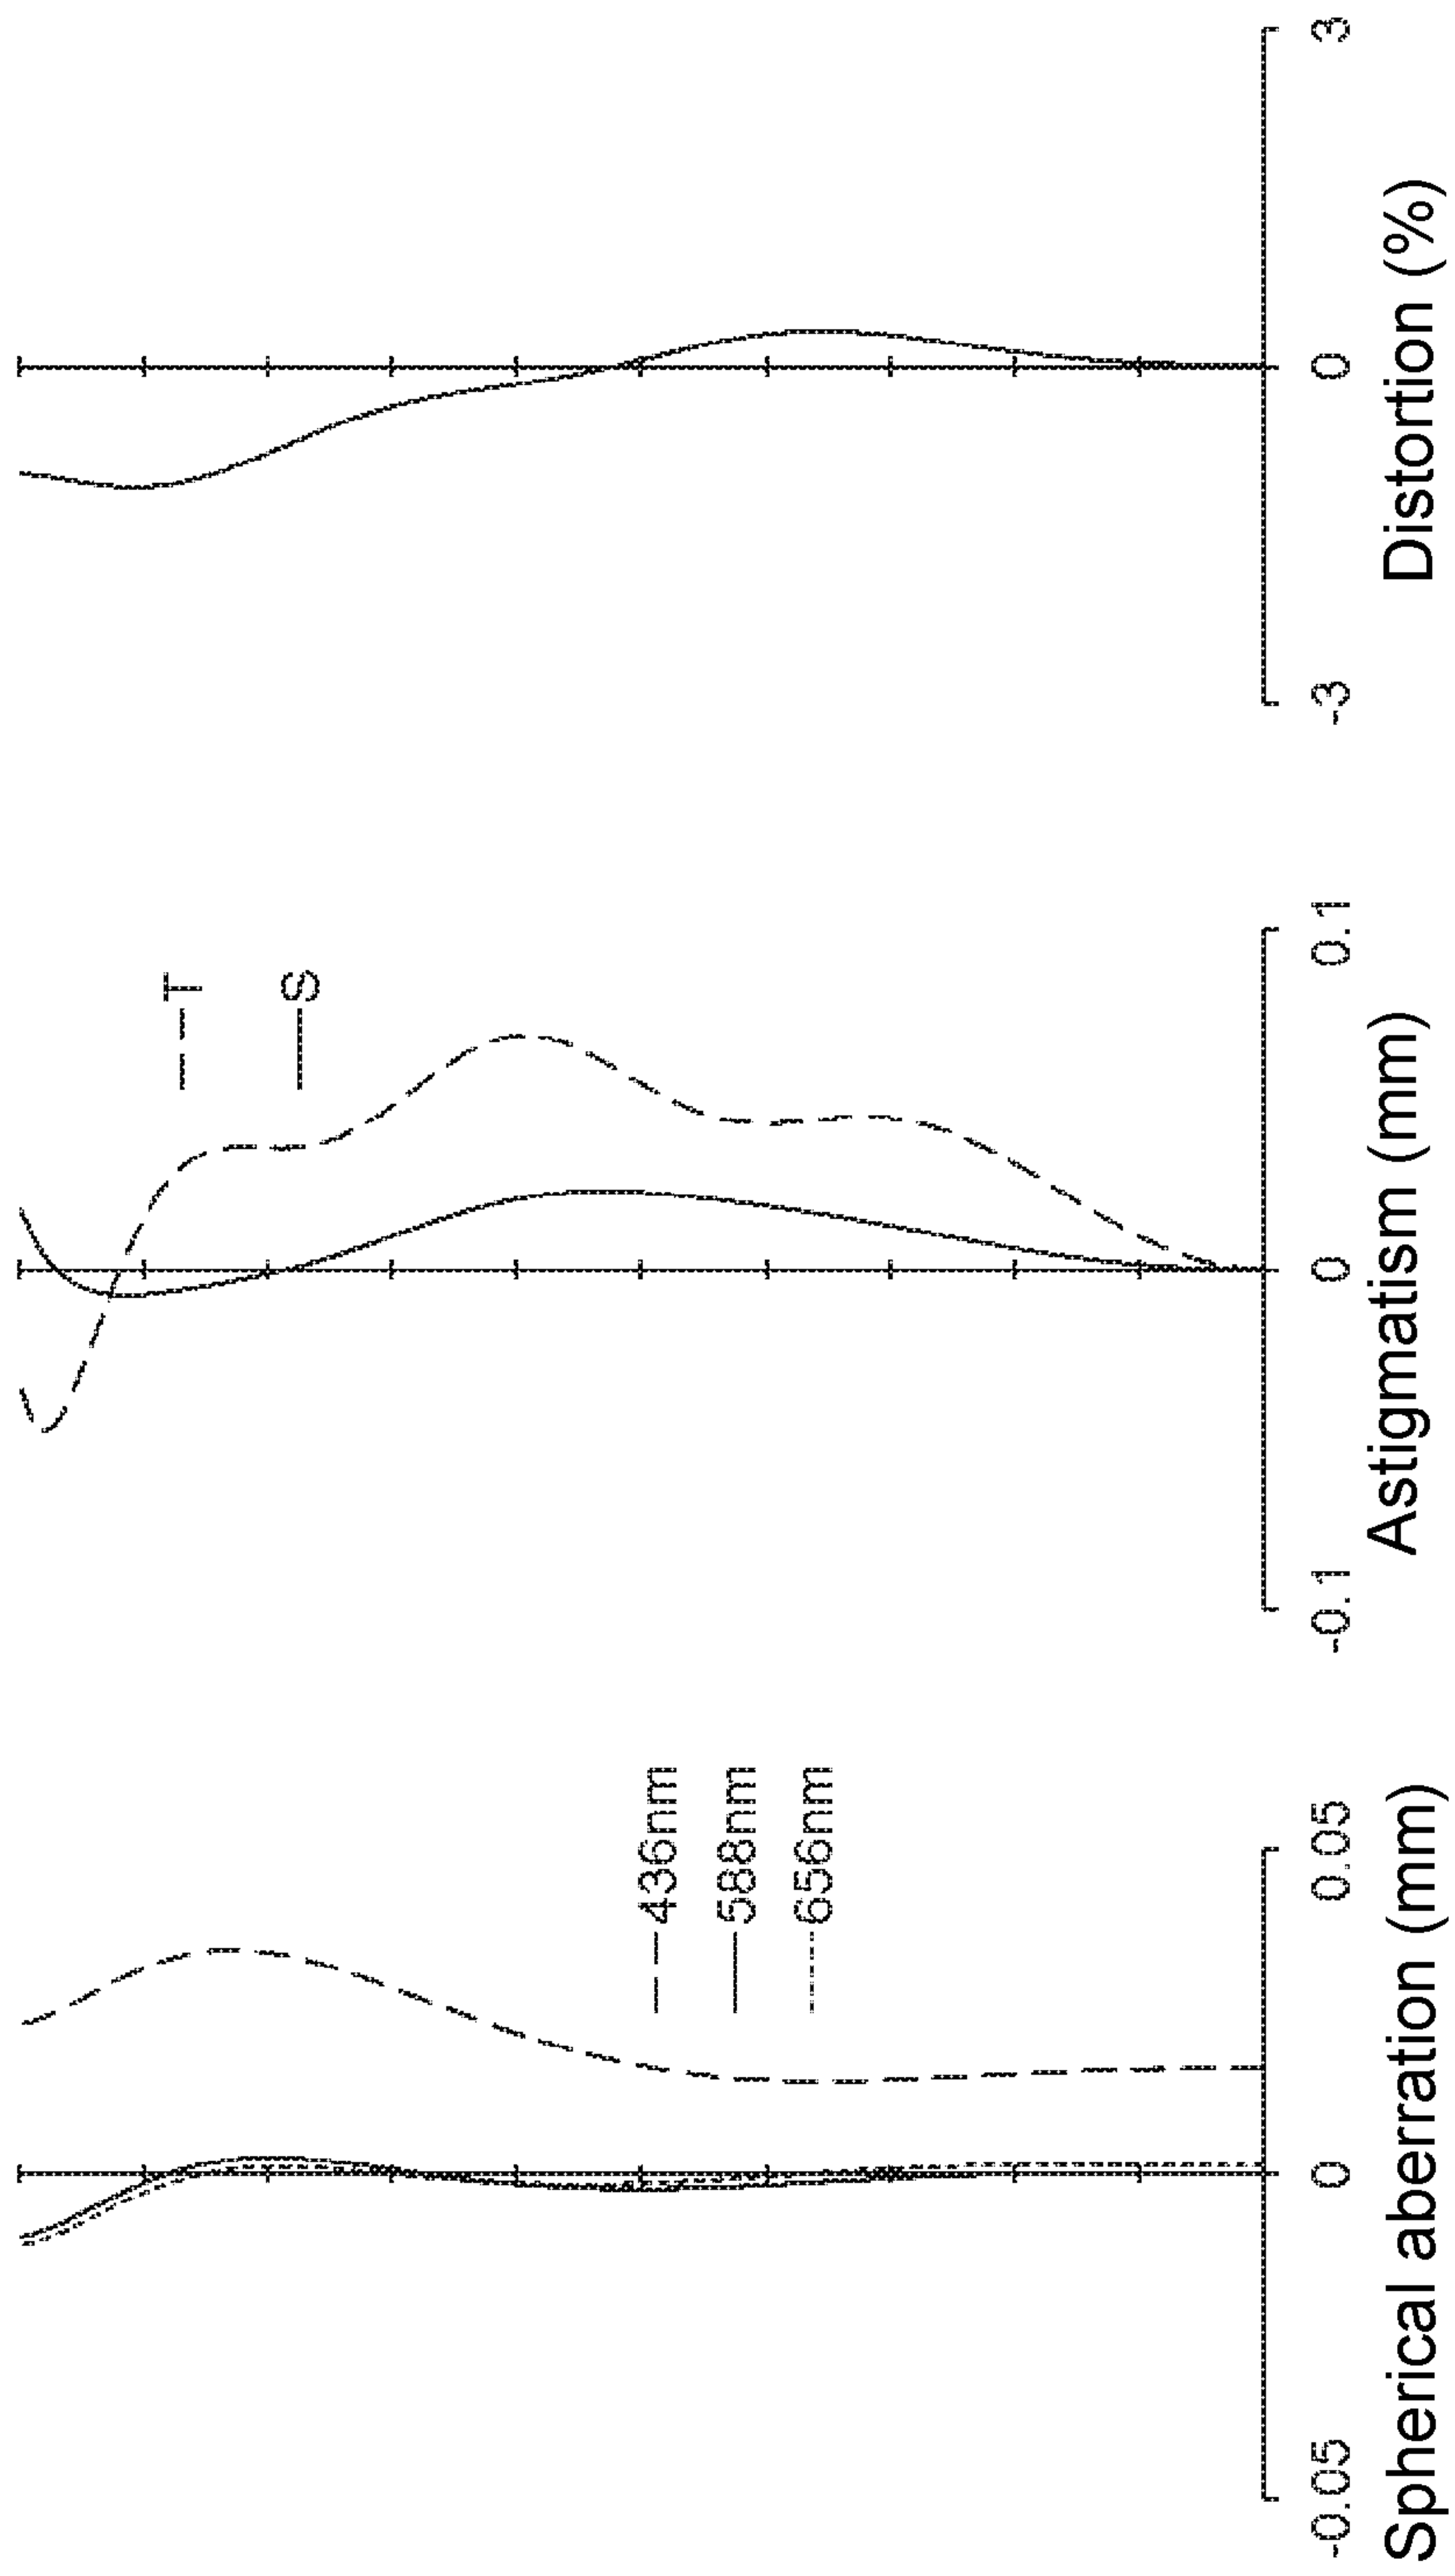 436nm
588nm
656nm
-0.05 0 0.05
Spherical aberration (mm)
T
S
-0.1 0 0.1
Astigmatism (mm)
-3 0 3
Distortion (%)